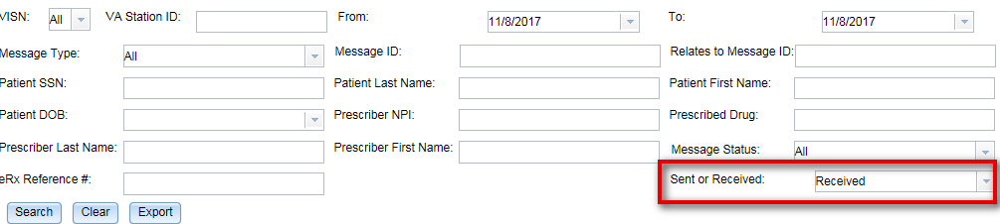 VISN: All VA Station ID: From: 11/8/2017 To: 11/8/2017
Message Type: All Message ID: Relates to Message ID:
Patient SSN: Patient Last Name: Patient First Name:
Patient DOB: Prescriber NPI: Prescribed Drug:
Prescriber Last Name: Prescriber First Name: Message Status: All
eRx Reference #: Sent or Received: Received
Search Clear Export